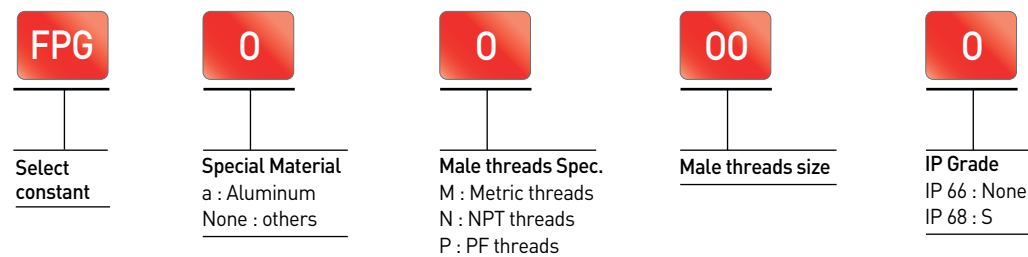 FPG
0
0
00
0
Select
constant
Special Material
a : Aluminum
None : others
Male threads Spec.
M : Metric threads
N : NPT threads
P : PF threads
Male threads size
IP Grade
IP 66 : None
IP 68 : S